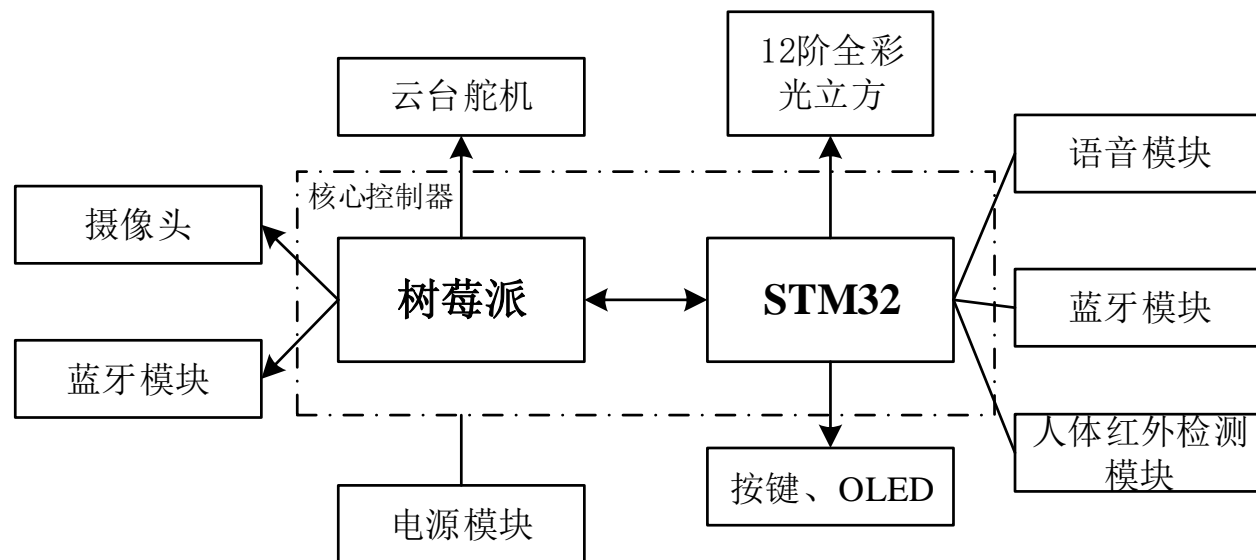 12阶全彩
光立方
云台舵机
语音模块
核心控制器
摄像头
树莓派
STM32
蓝牙模块
蓝牙模块
人体红外检测
模块
按键、OLED
电源模块